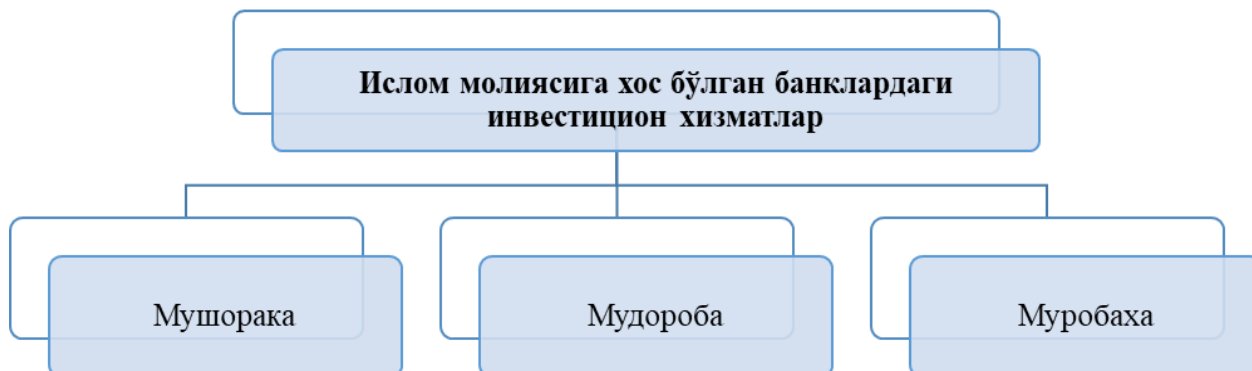 Ислом молиясига хос бўлган банклардаги
инвестицион хизматлар
Мушорака
Мудороба
Муробаха